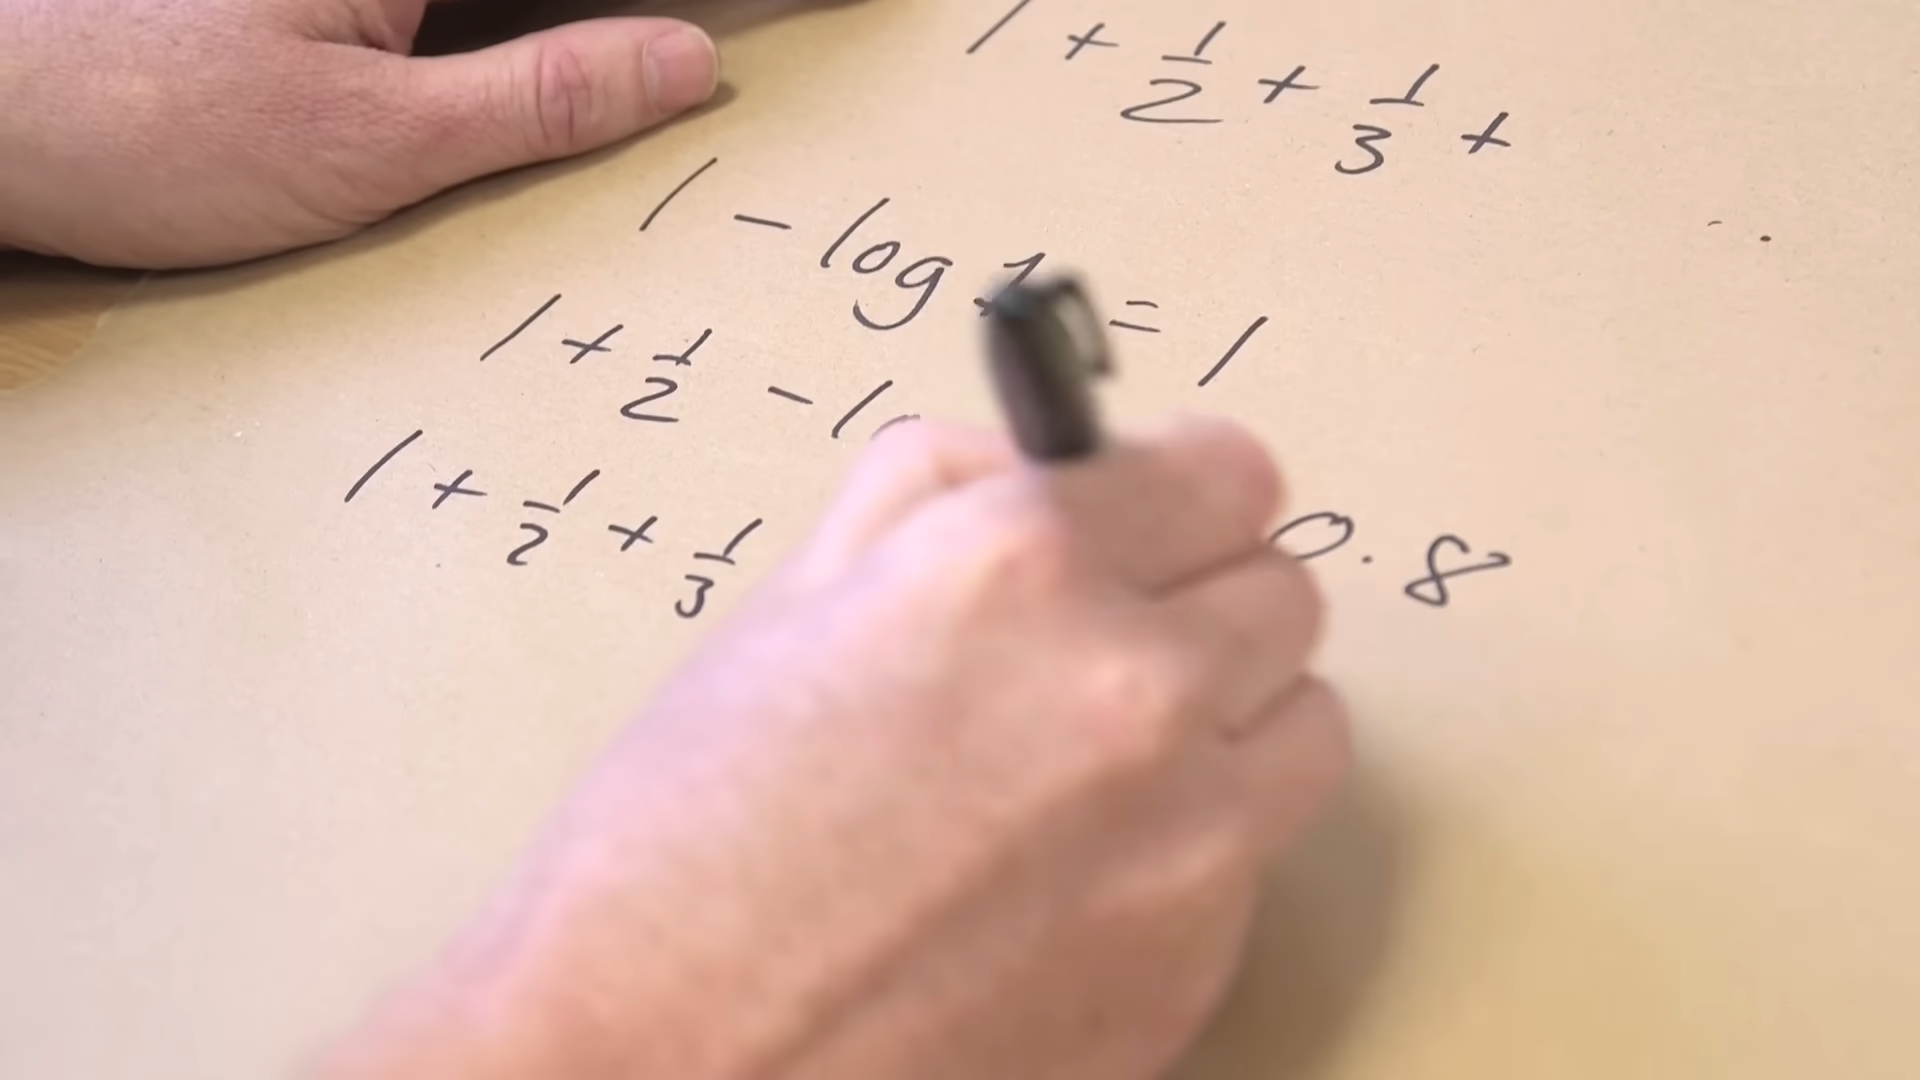 1 + 1/2 + 1/3 +
1 - log 1 = 1
1 + 1/2 - lo 0.8
1 + 1/2 + 1/3